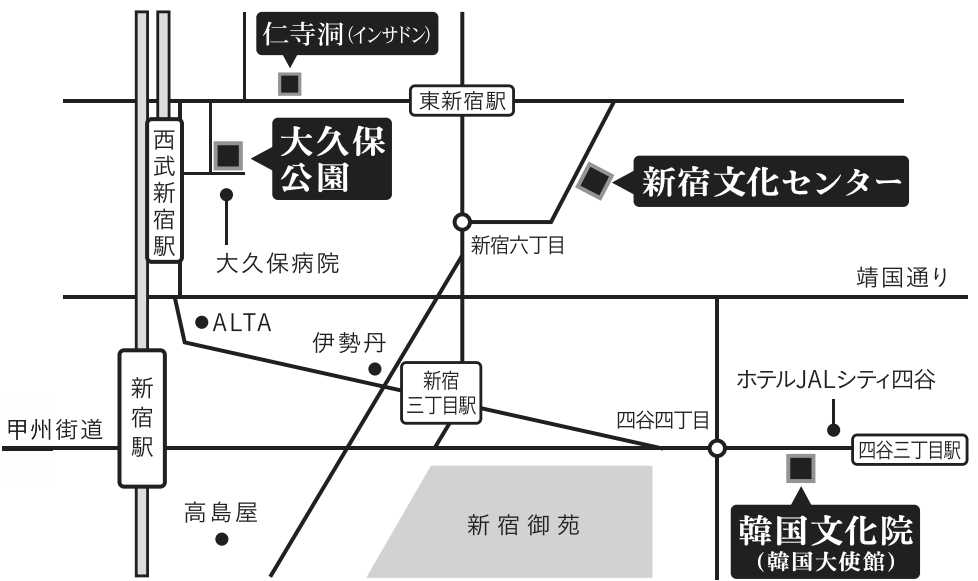 仁寺洞(インサドン)
東新宿駅
西武新宿駅
大久保
公園
新宿文化センター
新宿六丁目
大久保病院
靖国通り
ALTA
伊勢丹
新宿
三丁目駅
新宿駅
ホテルJALシティ四谷
四谷四丁目
甲州街道
四谷三丁目駅
高島屋
新宿御苑
韓国文化院
(韓国大使館)